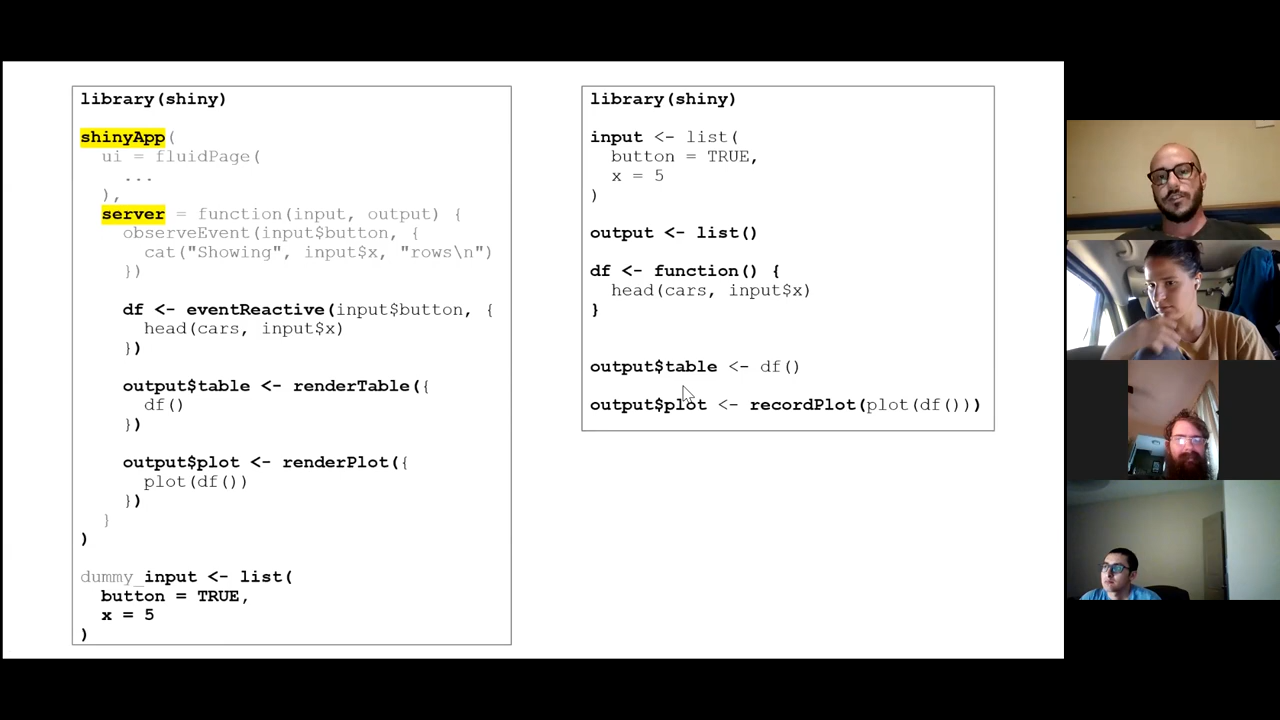 library(shiny)
shinyApp(
ui = fluidPage(
...
),
server = function(input, output) {
observeEvent(input$button, {
cat("Showing", input$x, "rows\n")
})
df <- eventReactive(input$button, {
head(cars, input$x)
})
output$table <- renderTable({
df()
})
output$plot <- renderPlot({
plot(df())
})
}
)
dummy_input <- list(
button = TRUE,
x = 5
)
library(shiny)
input <- list(
button = TRUE,
x = 5
)
output <- list()
df <- function() {
head(cars, input$x)
}
output$table <- df()
output$plot <- recordPlot(plot(df()))